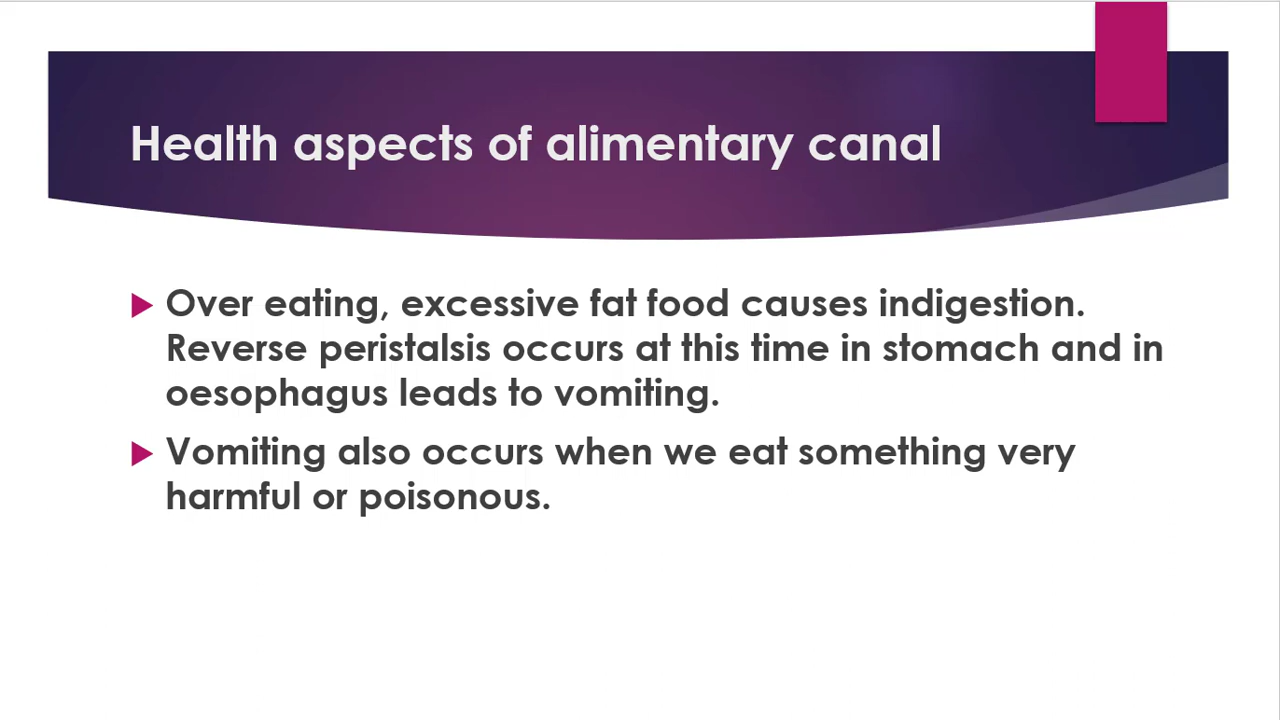 Health aspects of alimentary canal
Over eating, excessive fat food causes indigestion.
Reverse peristalsis occurs at this time in stomach and in
oesophagus leads to vomiting.
Vomiting also occurs when we eat something very
harmful or poisonous.